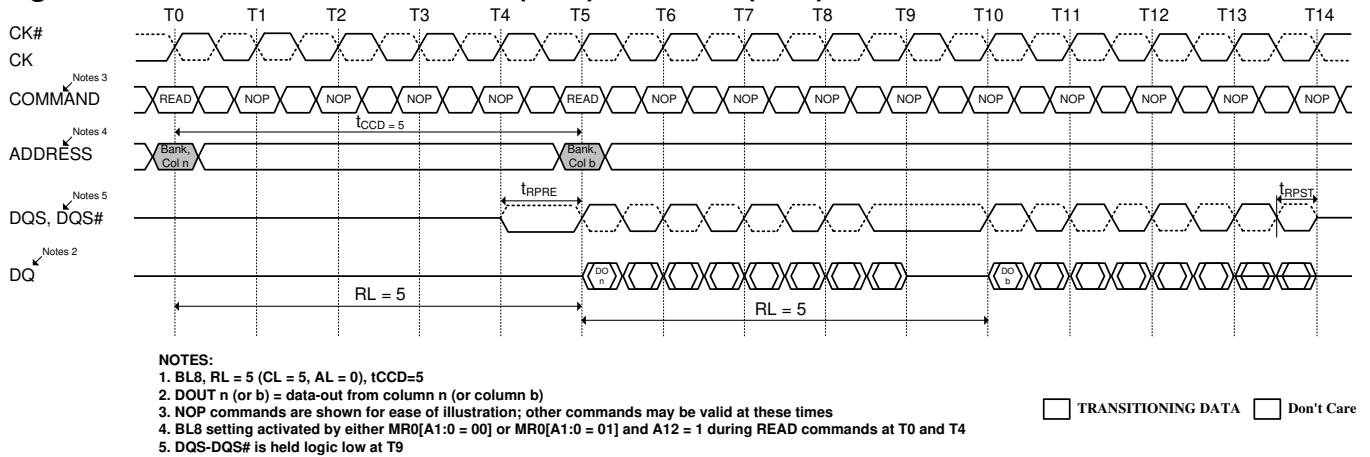 T0 T1 T2 T3 T4 T5 T6 T7 T8 T9 T10 T11 T12 T13 T14
CK#
CK
Notes 3
COMMAND
READ NOP NOP NOP NOP READ NOP NOP NOP NOP NOP NOP NOP NOP NOP
tCCD = 5
Notes 4
ADDRESS
Bank, Col n
Bank, Col b
Notes 5
DQS, DQS#
tRPRE
tRPST
Notes 2
DQ
DO n
DO b
RL = 5
RL = 5
NOTES:
1. BL8, RL = 5 (CL = 5, AL = 0), tCCD=5
2. DOUT n (or b) = data-out from column n (or column b)
3. NOP commands are shown for ease of illustration; other commands may be valid at these times
4. BL8 setting activated by either MR0[A1:0 = 00] or MR0[A1:0 = 01] and A12 = 1 during READ commands at T0 and T4
5. DQS-DQS# is held logic low at T9
TRANSITIONING DATA
Don't Care